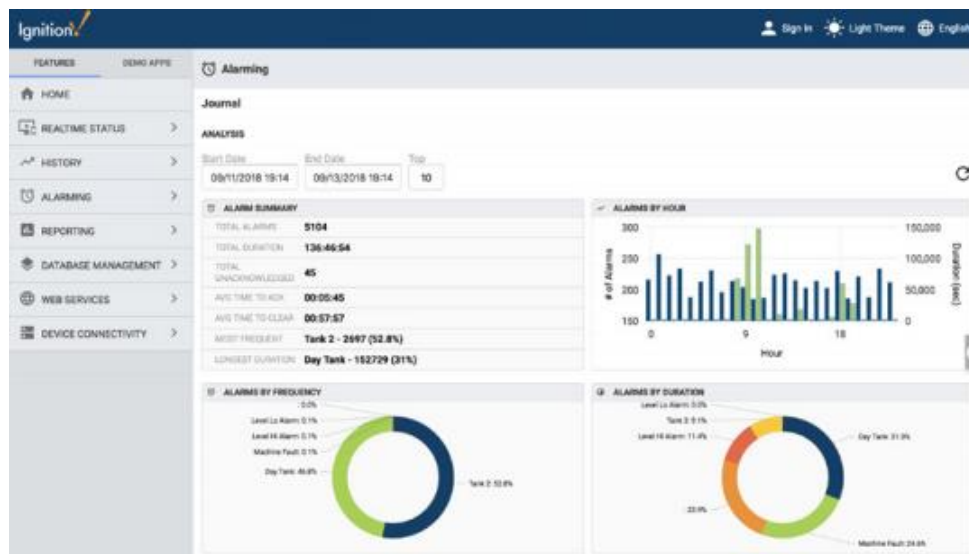 Ignition!
Sign In Light Theme English
FEATURES DEMO APPS
Alarming
HOME
REALTIME STATUS
HISTORY
ALARMING
REPORTING
DATABASE MANAGEMENT
WEB SERVICES
DEVICE CONNECTIVITY
Journal
ANALYSIS
Start Date End Date Top
09/11/2018 19:14 09/13/2018 19:14 10
ALARM SUMMARY
TOTAL ALARMS 5104
TOTAL DURATION 136:46:54
TOTAL UNACKNOWLEDGED 45
AVG TIME TO ACK 00:05:45
AVG TIME TO CLEAR 00:57:57
MOST FREQUENT Tank 2 - 2697 (52.8%)
LONGEST DURATION Day Tank - 152729 (31%)
ALARMS BY HOUR
300 150,000
250 100,000
200 50,000
150 0
# of Alarms
Duration (sec)
0 9 18
Hour
ALARMS BY FREQUENCY
: 0.0%
Level Lo Alarm: 0.1%
Level Hi Alarm: 0.1%
Machine Fault: 0.1%
Day Tank: 46.8%
Tank 2: 52.8%
ALARMS BY DURATION
Level Lo Alarm: 0.0%
Tank 2: 9.1%
Level Hi Alarm: 11.4%
Day Tank: 31.0%
Machine Fault: 24.6%